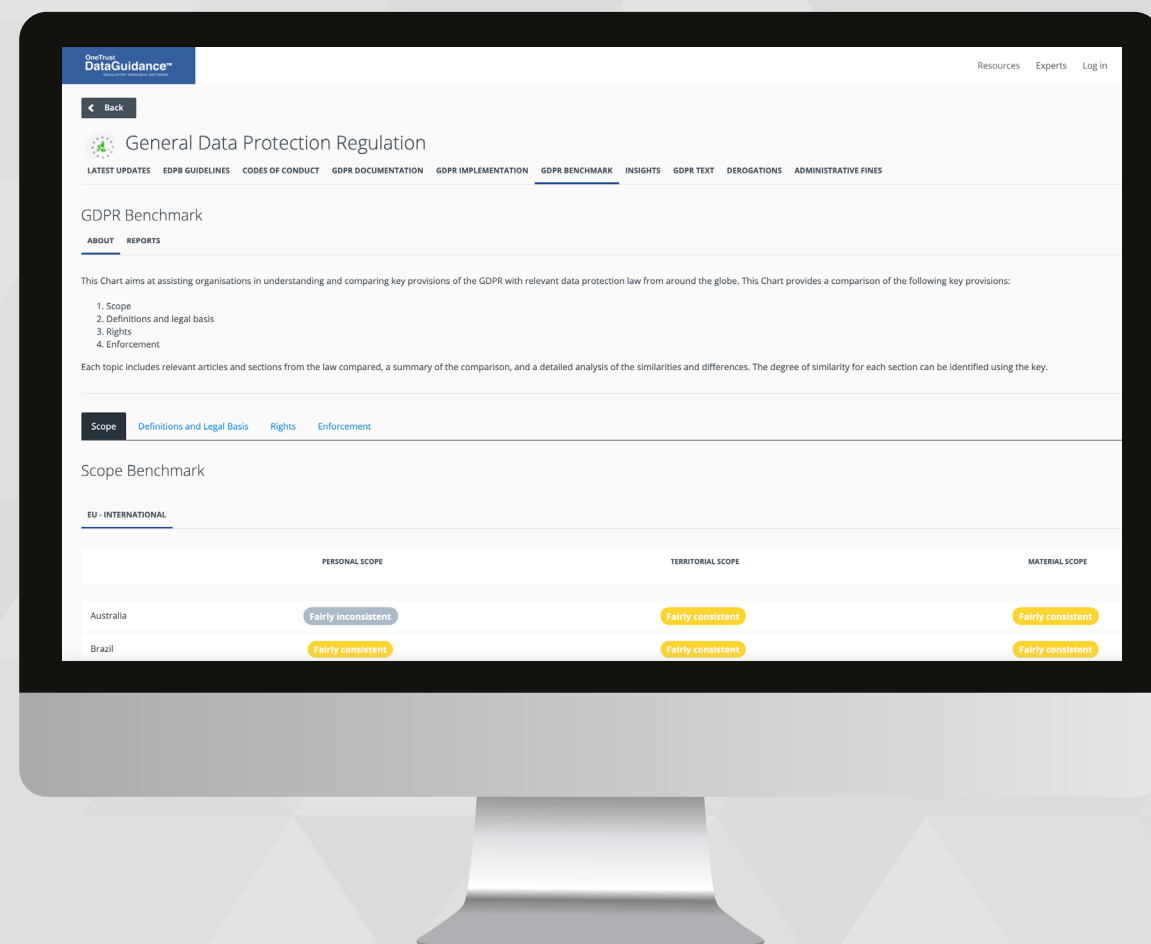 OneTrust
DataGuidance™
REGULATORY RESEARCH SOFTWARE
Resources Experts Log in
Back
General Data Protection Regulation
LATEST UPDATES EDPB GUIDELINES CODES OF CONDUCT GDPR DOCUMENTATION GDPR IMPLEMENTATION GDPR BENCHMARK INSIGHTS GDPR TEXT DEROGATIONS ADMINISTRATIVE FINES
GDPR Benchmark
ABOUT REPORTS
This Chart aims at assisting organisations in understanding and comparing key provisions of the GDPR with relevant data protection law from around the globe. This Chart provides a comparison of the following key provisions:
1. Scope
2. Definitions and legal basis
3. Rights
4. Enforcement
Each topic includes relevant articles and sections from the law compared, a summary of the comparison, and a detailed analysis of the similarities and differences. The degree of similarity for each section can be identified using the key.
Scope Definitions and Legal Basis Rights Enforcement
Scope Benchmark
EU - INTERNATIONAL
PERSONAL SCOPE TERRITORIAL SCOPE MATERIAL SCOPE
Australia Fairly inconsistent Fairly consistent Fairly consistent
Brazil Fairly consistent Fairly consistent Fairly consistent